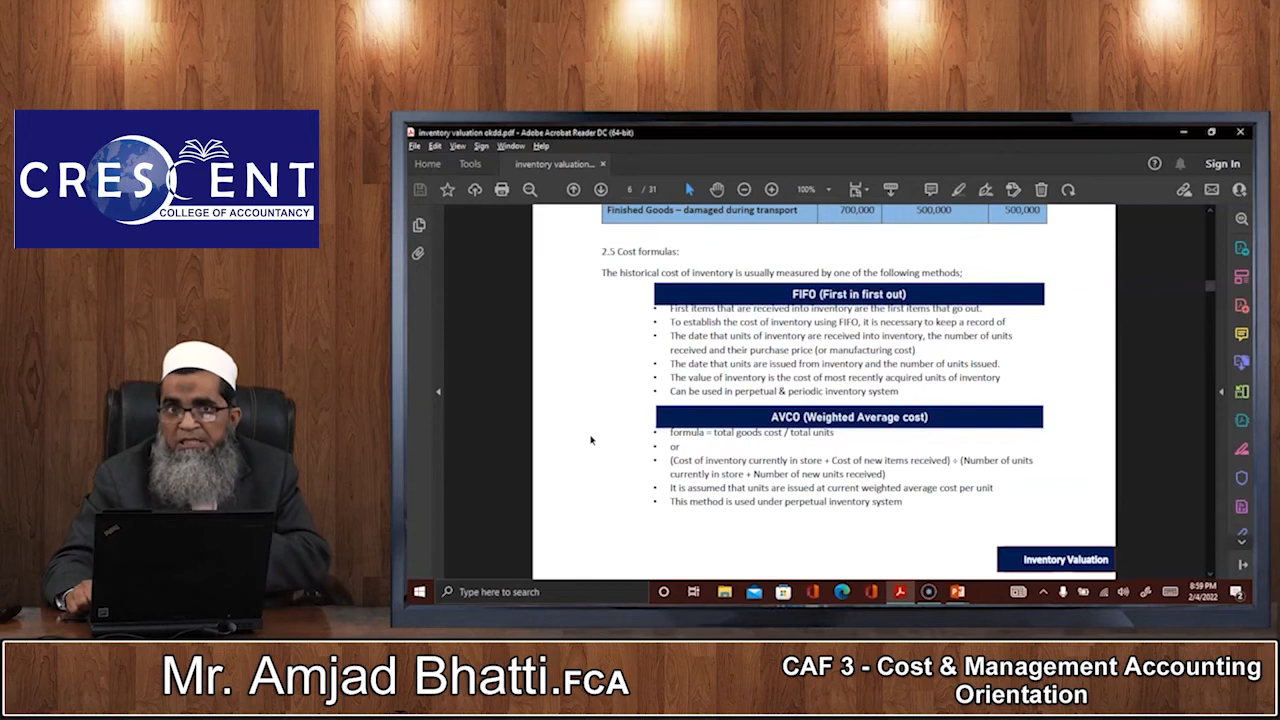 CRESCENT
COLLEGE OF ACCOUNTANCY
inventory valuation okdd.pdf - Adobe Acrobat Reader DC (64-bit)
File Edit View Sign Window Help
Home Tools inventory valuation... × Sign In
6 / 31 100%
Finished Goods – damaged during transport 700,000 500,000 500,000
2.5 Cost formulas:
The historical cost of inventory is usually measured by one of the following methods;
FIFO (First in first out)
• First items that are received into inventory are the first items that go out.
• To establish the cost of inventory using FIFO, it is necessary to keep a record of
• The date that units of inventory are received into inventory, the number of units
received and their purchase price (or manufacturing cost)
• The date that units are issued from inventory and the number of units issued.
• The value of inventory is the cost of most recently acquired units of inventory
• Can be used in perpetual & periodic inventory system
AVCO (Weighted Average cost)
• formula = total goods cost / total units
• or
• (Cost of inventory currently in store + Cost of new items received) ÷ (Number of units
currently in store + Number of new units received)
• It is assumed that units are issued at current weighted average cost per unit
• This method is used under perpetual inventory system
Inventory Valuation
Type here to search
8:59 PM
2/4/2022
ThinkPad
Mr. Amjad Bhatti.FCA
CAF 3 - Cost & Management Accounting
Orientation